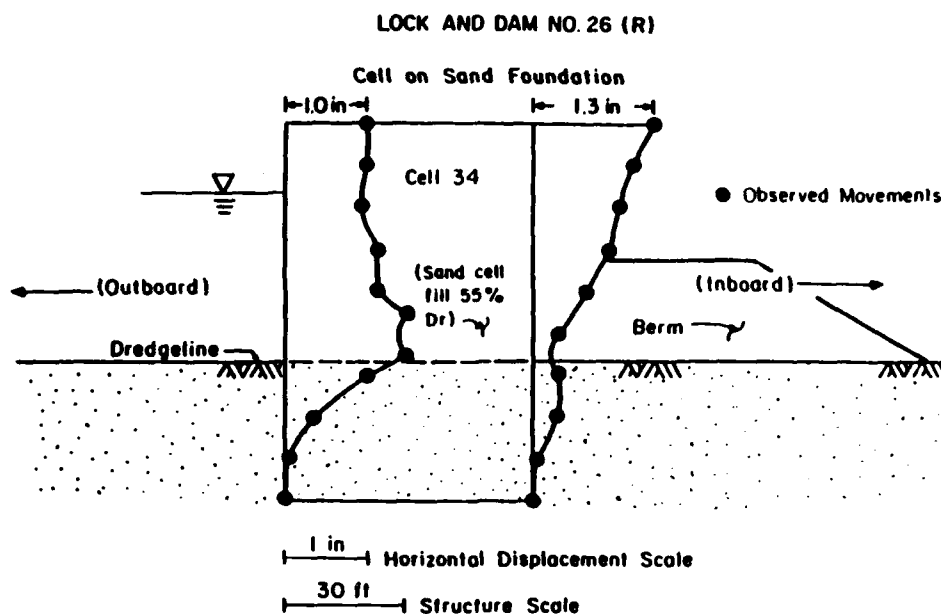 LOCK AND DAM NO. 26 (R)
Cell on Sand Foundation
1.0 in
1.3 in
Cell 34
Observed Movements
(Outboard)
(Sand cell
fill 55%
Dr)
(Inboard)
Berm
Dredgeline
1 in
Horizontal Displacement Scale
30 ft
Structure Scale